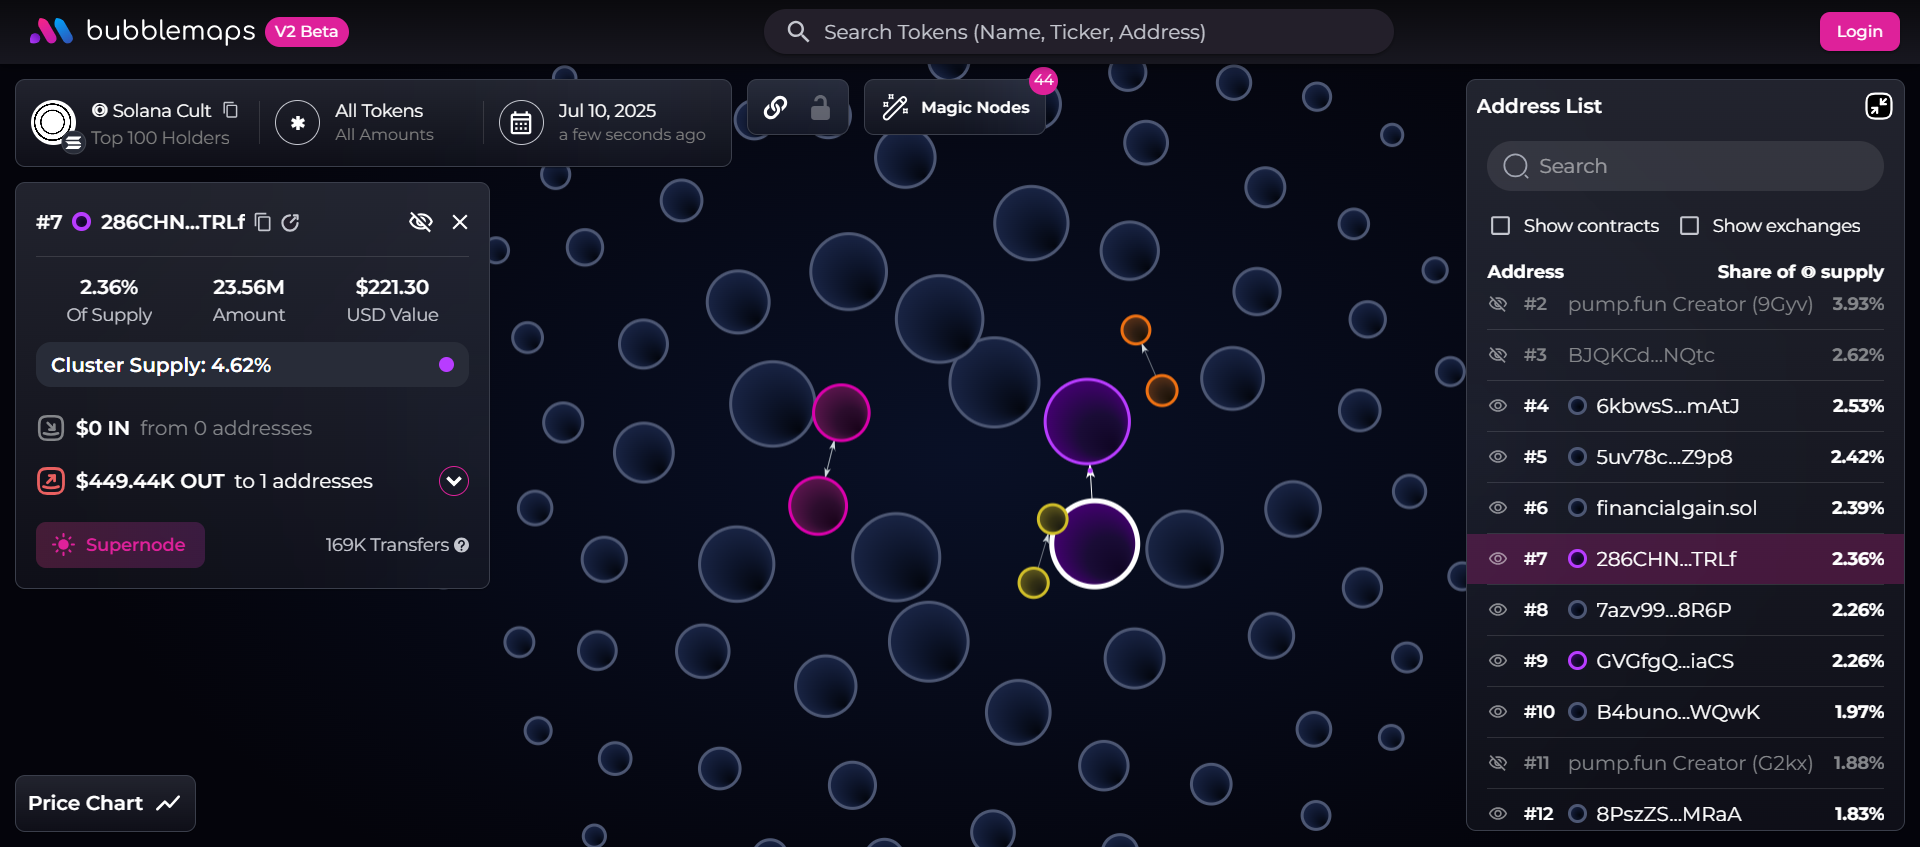 bubblemaps V2 Beta
Search Tokens (Name, Ticker, Address)
Login
Solana Cult
Top 100 Holders
All Tokens
All Amounts
Jul 10, 2025
a few seconds ago
Magic Nodes
44
#7 286CHN...TRLf
2.36% 23.56M $221.30
Of Supply Amount USD Value
Cluster Supply: 4.62%
$0 IN from 0 addresses
$449.44K OUT to 1 addresses
Supernode 169K Transfers
Price Chart
Address List
Search
Show contracts Show exchanges
Address Share of supply
#2 pump.fun Creator (9Gyv) 3.93%
#3 BJQKCd...NQtc 2.62%
#4 6kbwsS...mAtJ 2.53%
#5 5uv78c...Z9p8 2.42%
#6 financialgain.sol 2.39%
#7 286CHN...TRLf 2.36%
#8 7azv99...8R6P 2.26%
#9 GVGfgQ...iaCS 2.26%
#10 B4buno...WQwK 1.97%
#11 pump.fun Creator (G2kx) 1.88%
#12 8PszZS...MRaA 1.83%